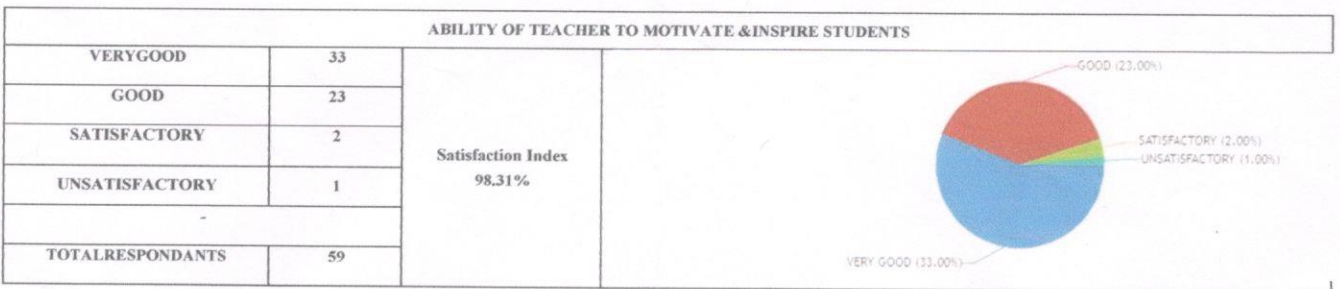 ABILITY OF TEACHER TO MOTIVATE &INSPIRE STUDENTS
VERYGOOD 33
GOOD 23
SATISFACTORY 2
UNSATISFACTORY 1
TOTALRESPONDANTS 59
Satisfaction Index
98.31%
GOOD (23.00%)
SATISFACTORY (2.00%)
UNSATISFACTORY (1.00%)
VERY GOOD (33.00%)